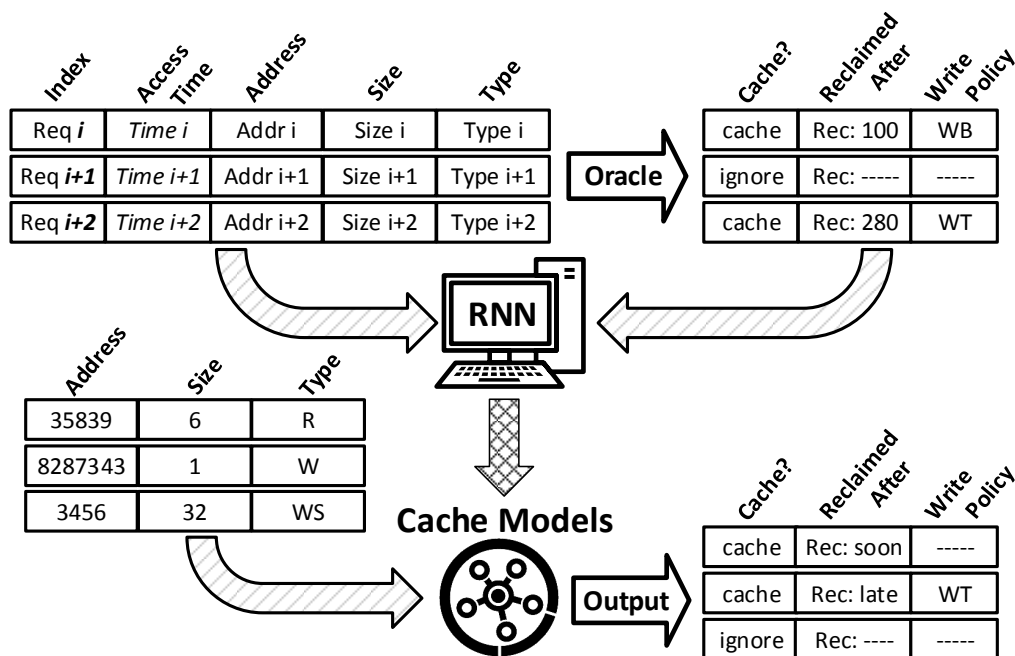 Index Access Time Address Size Type
Req i Time i Addr i Size i Type i
Req i+1 Time i+1 Addr i+1 Size i+1 Type i+1
Req i+2 Time i+2 Addr i+2 Size i+2 Type i+2
Oracle
Cache? Reclaimed After Write Policy
cache Rec: 100 WB
ignore Rec: ----- -----
cache Rec: 280 WT
RNN
Address Size Type
35839 6 R
8287343 1 W
3456 32 WS
Cache Models
Output
Cache? Reclaimed After Write Policy
cache Rec: soon -----
cache Rec: late WT
ignore Rec: ---- -----